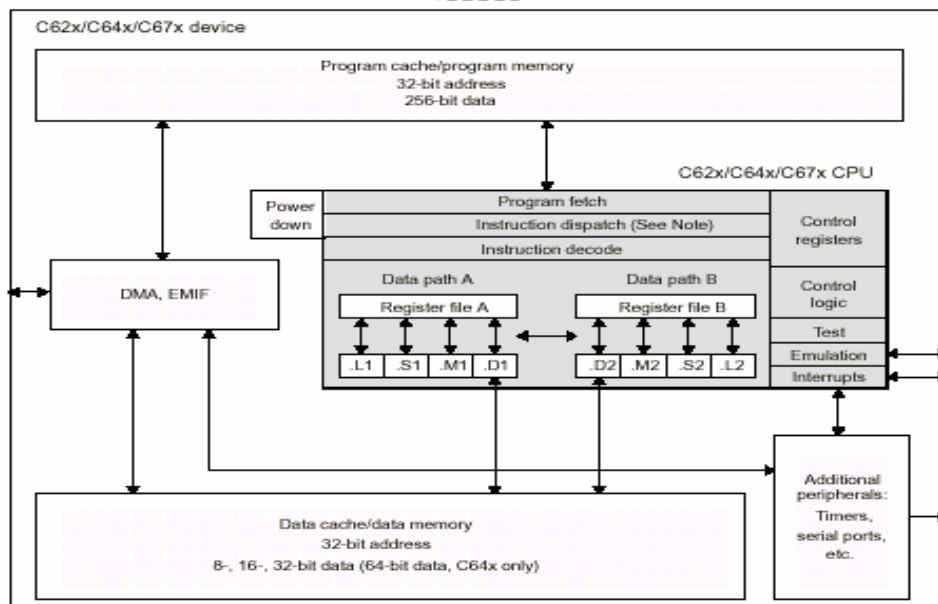 C62x/C64x/C67x device
Program cache/program memory
32-bit address
256-bit data
C62x/C64x/C67x CPU
Power
down
Program fetch
Instruction dispatch (See Note)
Instruction decode
Control
registers
Data path A
Data path B
Register file A
Register file B
Control
logic
DMA, EMIF
Test
.L1 .S1 .M1 .D1
.D2 .M2 .S2 .L2
Emulation
Interrupts
Data cache/data memory
32-bit address
8-, 16-, 32-bit data (64-bit data, C64x only)
Additional
peripherals:
Timers,
serial ports,
etc.